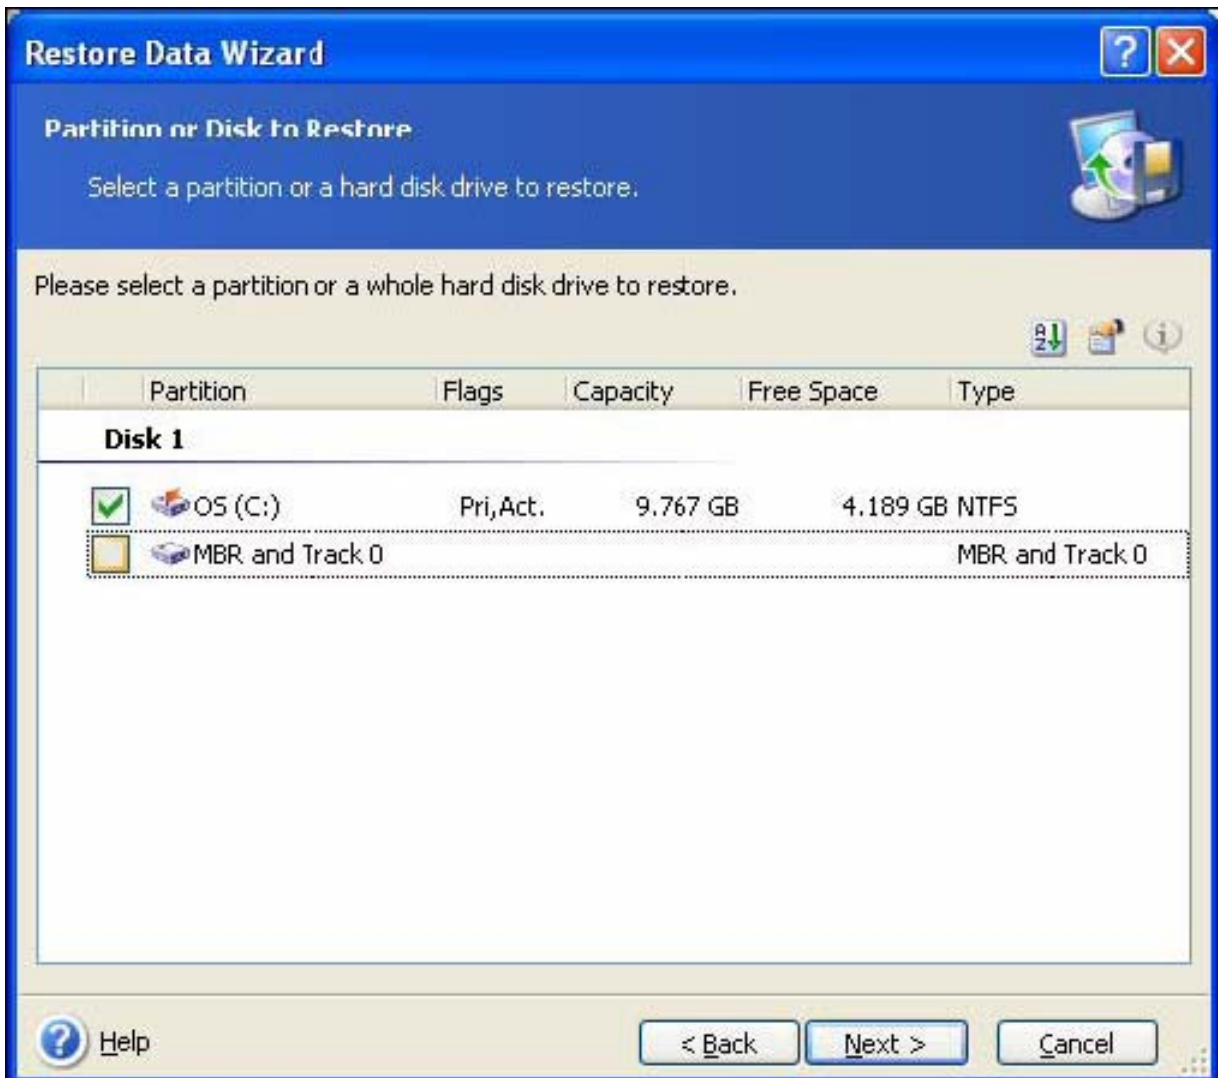 Restore Data Wizard
Partition or Disk to Restore
Select a partition or a hard disk drive to restore.
Please select a partition or a whole hard disk drive to restore.
Partition Flags Capacity Free Space Type
Disk 1
OS (C:) Pri,Act. 9.767 GB 4.189 GB NTFS
MBR and Track 0 MBR and Track 0
Help < Back Next > Cancel